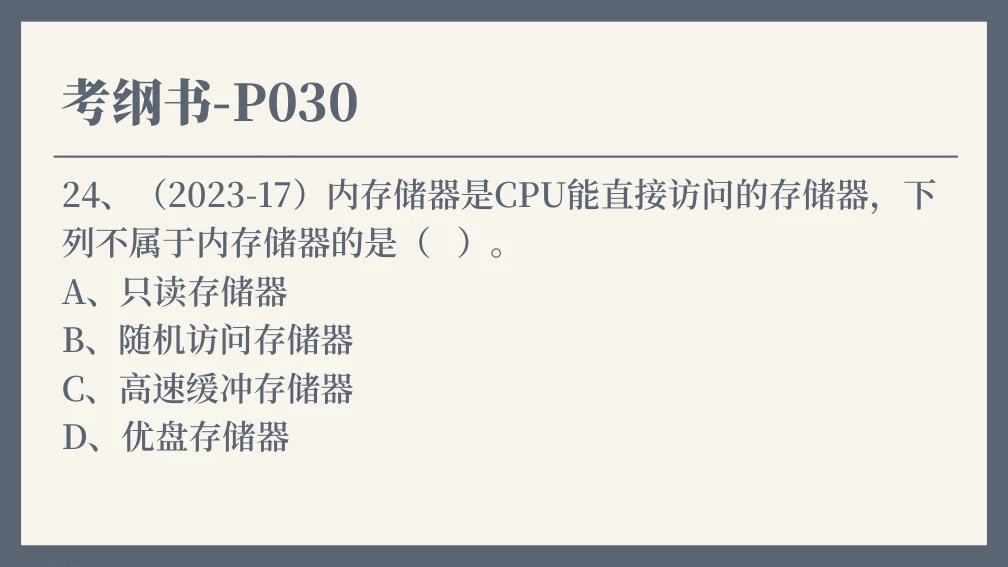 考纲书-P030
24、（2023-17）内存储器是CPU能直接访问的存储器，下
列不属于内存储器的是（  ）。
A、只读存储器
B、随机访问存储器
C、高速缓冲存储器
D、优盘存储器